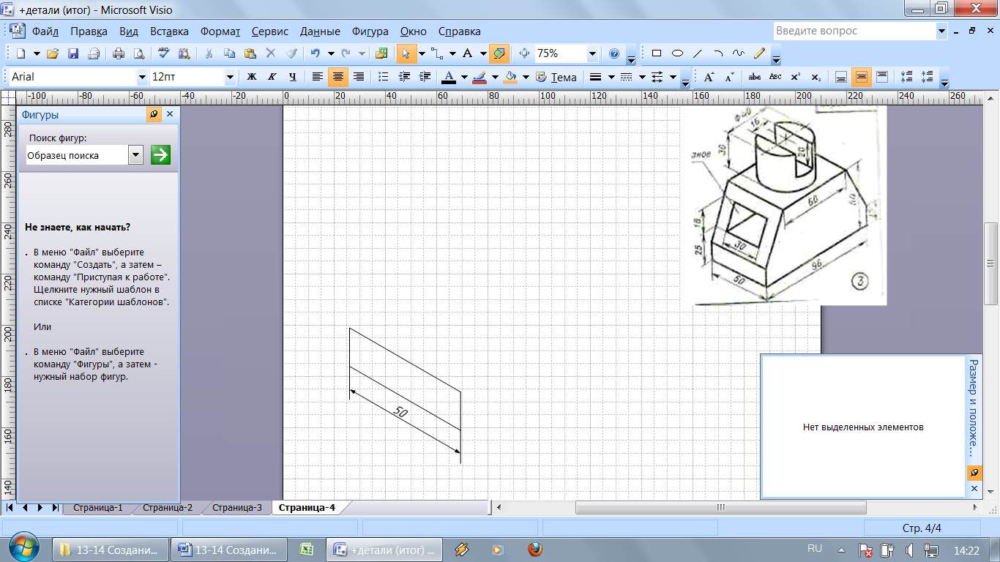 +детали (итог) - Microsoft Visio
Файл Правка Вид Вставка Формат Сервис Данные Фигура Окно Справка
Введите вопрос
75%
Arial 12пт Ж К Ч А Тема
-100 -80 -60 -40 -20 0 20 40 60 80 100 120 140 160 180 200 220 240 260
280
260
240
220
200
180
160
140
Фигуры
Поиск фигур:
Образец поиска
Не знаете, как начать?
В меню "Файл" выберите
команду "Создать", а затем –
команду "Приступая к работе".
Щелкните нужный шаблон в
списке "Категории шаблонов".
Или
В меню "Файл" выберите
команду "Фигуры", а затем -
нужный набор фигур.
50
16
30
20
зное
60
18
30
25
50
96
3
Размер и положе...
Нет выделенных элементов
Страница-1 Страница-2 Страница-3 Страница-4
Стр. 4/4
13-14 Создани... 13-14 Создани... +детали (итог) ... RU 14:22